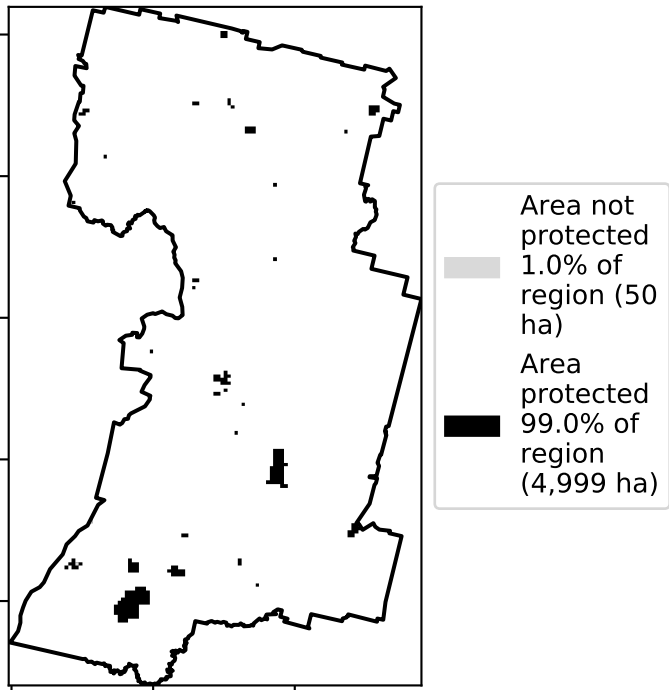 Area not
protected
1.0% of
region (50
ha)
Area
protected
99.0% of
region
(4,999 ha)